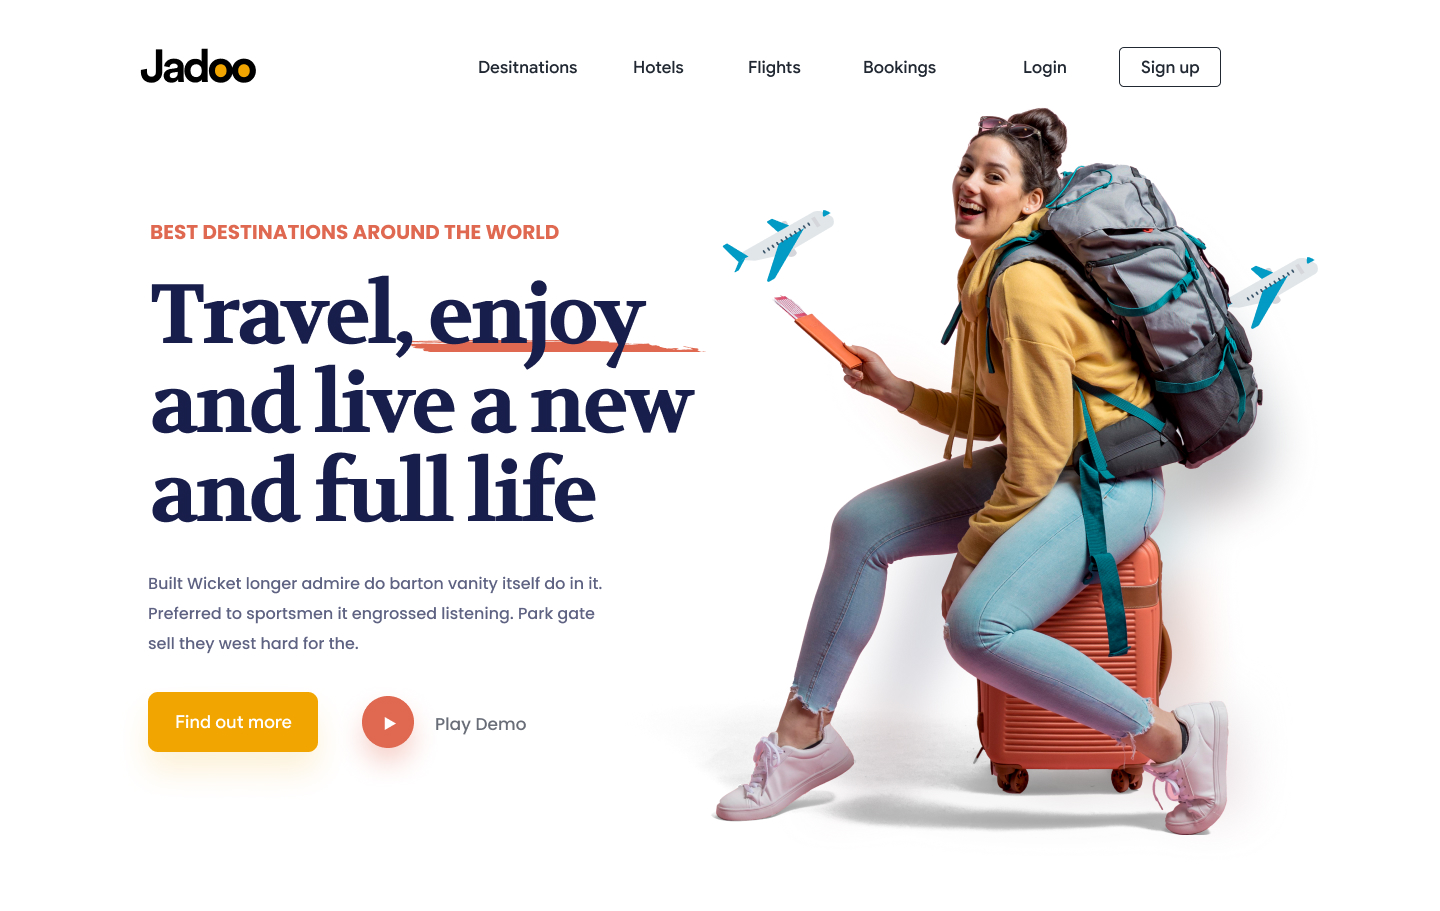 Jadoo
Desitnations Hotels Flights Bookings Login Sign up
BEST DESTINATIONS AROUND THE WORLD
Travel, enjoy
and live a new
and full life
Built Wicket longer admire do barton vanity itself do in it.
Preferred to sportsmen it engrossed listening. Park gate
sell they west hard for the.
Find out more
Play Demo